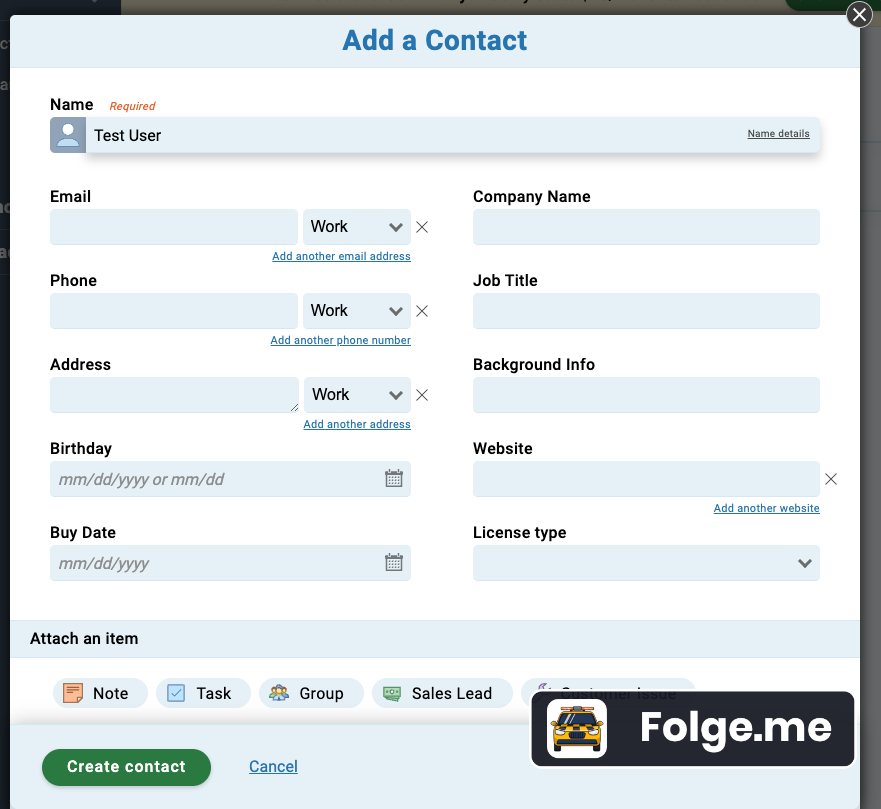 Add a Contact
Name Required
Test User Name details
Email
Work
Add another email address
Company Name
Phone
Work
Add another phone number
Job Title
Address
Work
Add another address
Background Info
Birthday
mm/dd/yyyy or mm/dd
Website
Add another website
Buy Date
mm/dd/yyyy
License type
Attach an item
Note Task Group Sales Lead Customer Issue
Folge.me
Create contact Cancel